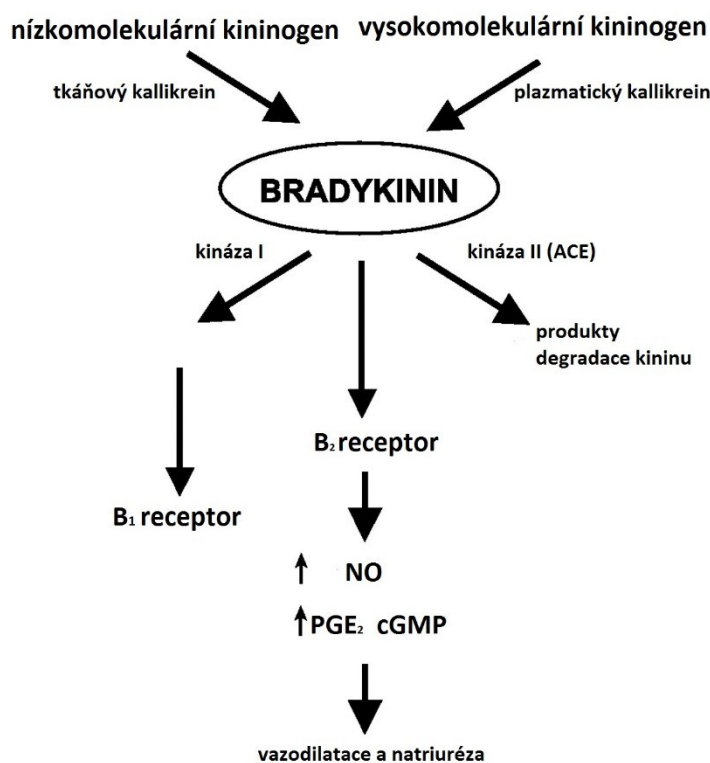 nízkomolekulární kininogen
vysokomolekulární kininogen
tkáňový kallikrein
plazmatický kallikrein
BRADYKININ
kináza I
kináza II (ACE)
produkty
degradace kininu
B₂ receptor
B₁ receptor
↑ NO
↑PGE₂ cGMP
vazodilatace a natriuréza